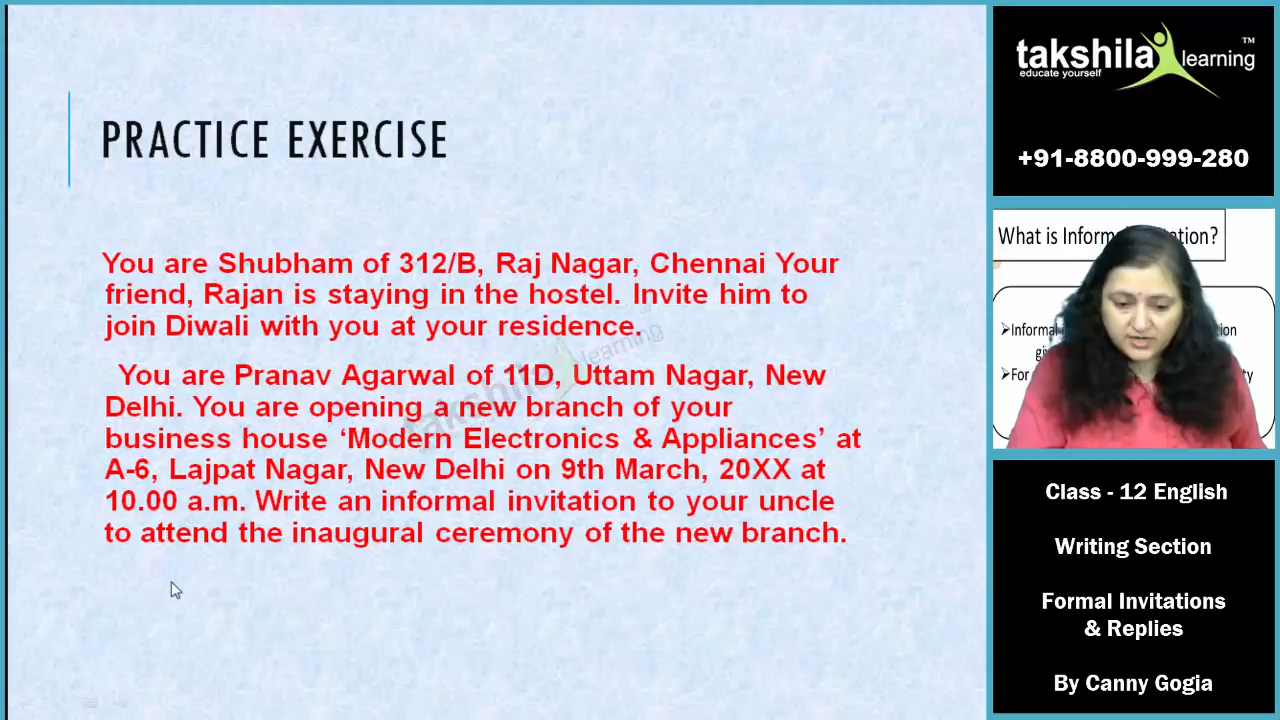 PRACTICE EXERCISE
You are Shubham of 312/B, Raj Nagar, Chennai Your
friend, Rajan is staying in the hostel. Invite him to
join Diwali with you at your residence.
You are Pranav Agarwal of 11D, Uttam Nagar, New
Delhi. You are opening a new branch of your
business house ‘Modern Electronics & Appliances’ at
A-6, Lajpat Nagar, New Delhi on 9th March, 20XX at
10.00 a.m. Write an informal invitation to your uncle
to attend the inaugural ceremony of the new branch.
takshila learning
takshila learning™
educate yourself
+91-8800-999-280
What is Inform tation?
Informal tion
For ty
Class - 12 English
Writing Section
Formal Invitations
& Replies
By Canny Gogia